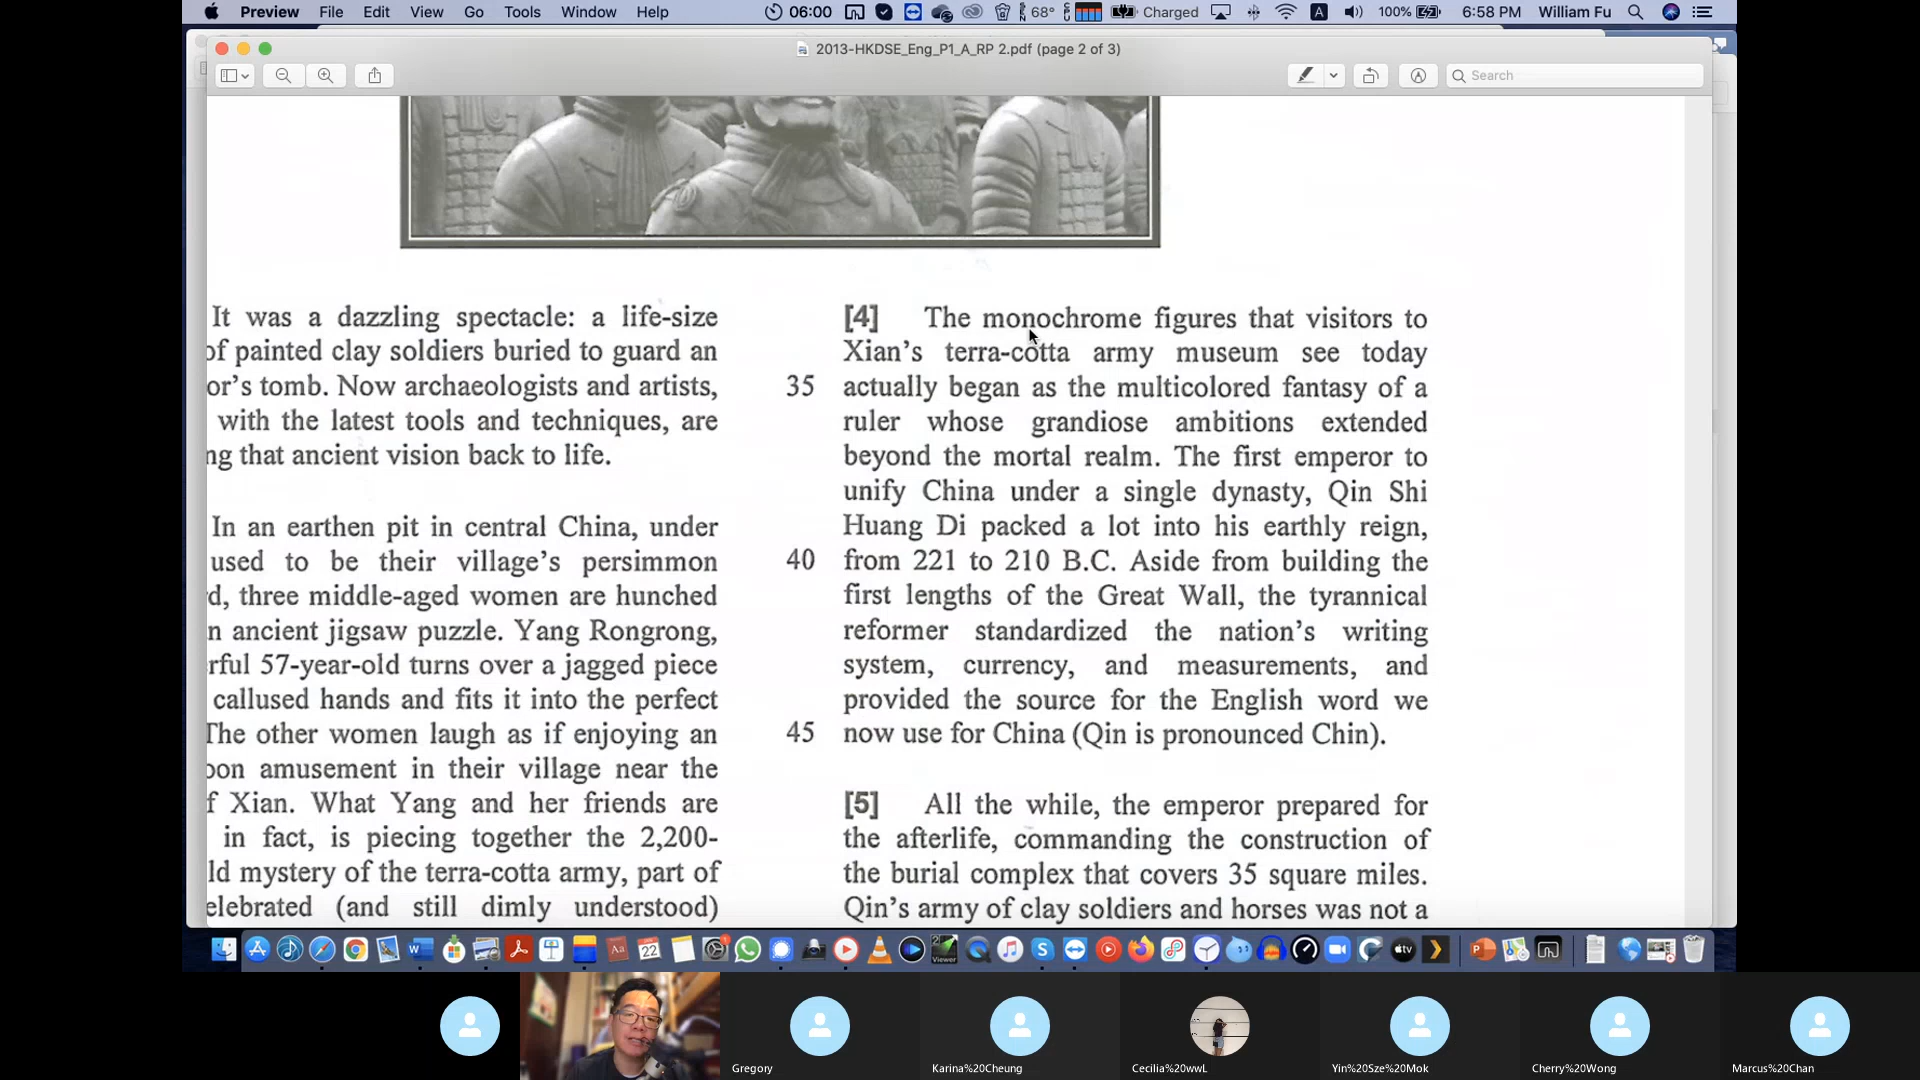 Preview File Edit View Go Tools Window Help 06:00 68° Charged 100% 6:58 PM William Fu
2013-HKDSE_Eng_P1_A_RP 2.pdf (page 2 of 3)
Search
It was a dazzling spectacle: a life-size
of painted clay soldiers buried to guard an
or's tomb. Now archaeologists and artists,
with the latest tools and techniques, are
ng that ancient vision back to life.
In an earthen pit in central China, under
used to be their village's persimmon
d, three middle-aged women are hunched
n ancient jigsaw puzzle. Yang Rongrong,
rful 57-year-old turns over a jagged piece
callused hands and fits it into the perfect
The other women laugh as if enjoying an
oon amusement in their village near the
f Xian. What Yang and her friends are
in fact, is piecing together the 2,200-
ld mystery of the terra-cotta army, part of
elebrated (and still dimly understood)
[4] The monochrome figures that visitors to
Xian's terra-cotta army museum see today
35 actually began as the multicolored fantasy of a
ruler whose grandiose ambitions extended
beyond the mortal realm. The first emperor to
unify China under a single dynasty, Qin Shi
Huang Di packed a lot into his earthly reign,
40 from 221 to 210 B.C. Aside from building the
first lengths of the Great Wall, the tyrannical
reformer standardized the nation's writing
system, currency, and measurements, and
provided the source for the English word we
45 now use for China (Qin is pronounced Chin).
[5] All the while, the emperor prepared for
the afterlife, commanding the construction of
the burial complex that covers 35 square miles.
Qin's army of clay soldiers and horses was not a
22
tv
Gregory
Karina%20Cheung
Cecilia%20wwL
Yin%20Sze%20Mok
Cherry%20Wong
Marcus%20Chan